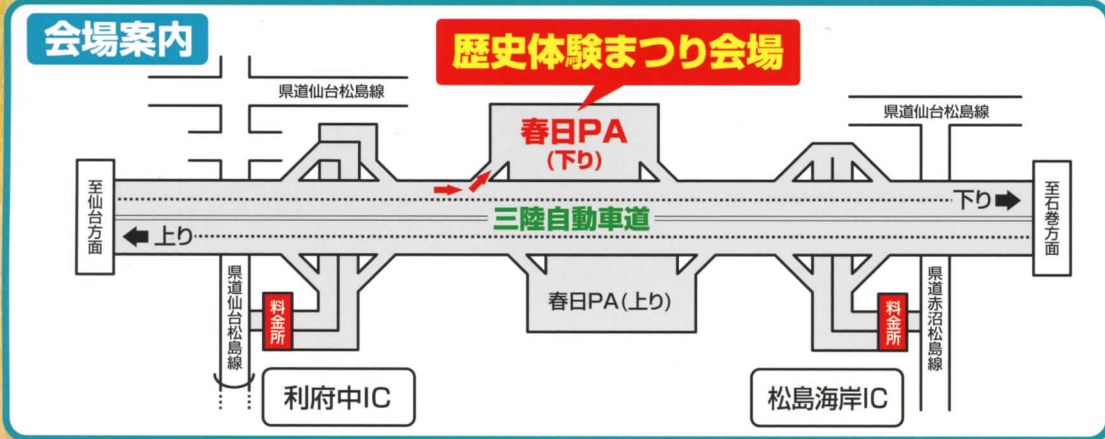 会場案内
歴史体験まつり会場
県道仙台松島線
春日PA
(下り)
県道仙台松島線
至仙台方面
下り
至石巻方面
三陸自動車道
上り
県道仙台松島線
料金所
春日PA(上り)
料金所
県道赤沼松島線
利府中IC
松島海岸IC